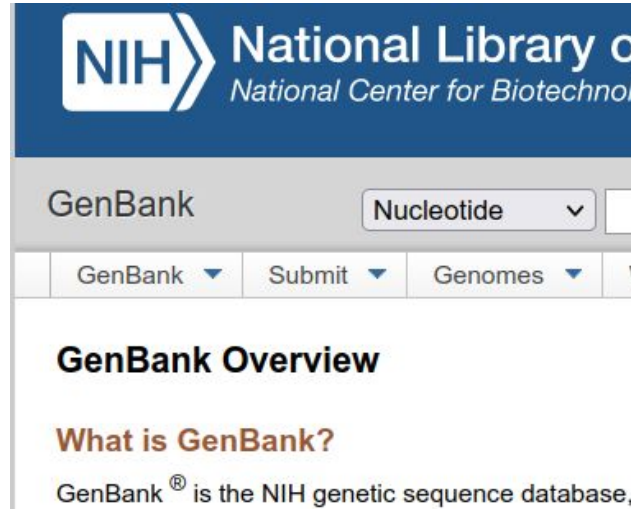 NIH National Library
National Center for
GenBank
Nucleotide
GenBank Submit Genomes
GenBank Overview
What is GenBank?
GenBank ® is the NIH genetic sequence database,